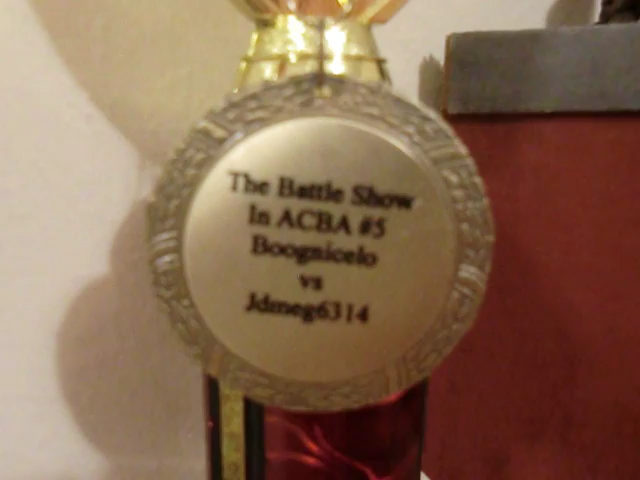 The Battle Show
In ACBA #5
Boognicelo
vs
Jdmeg6314